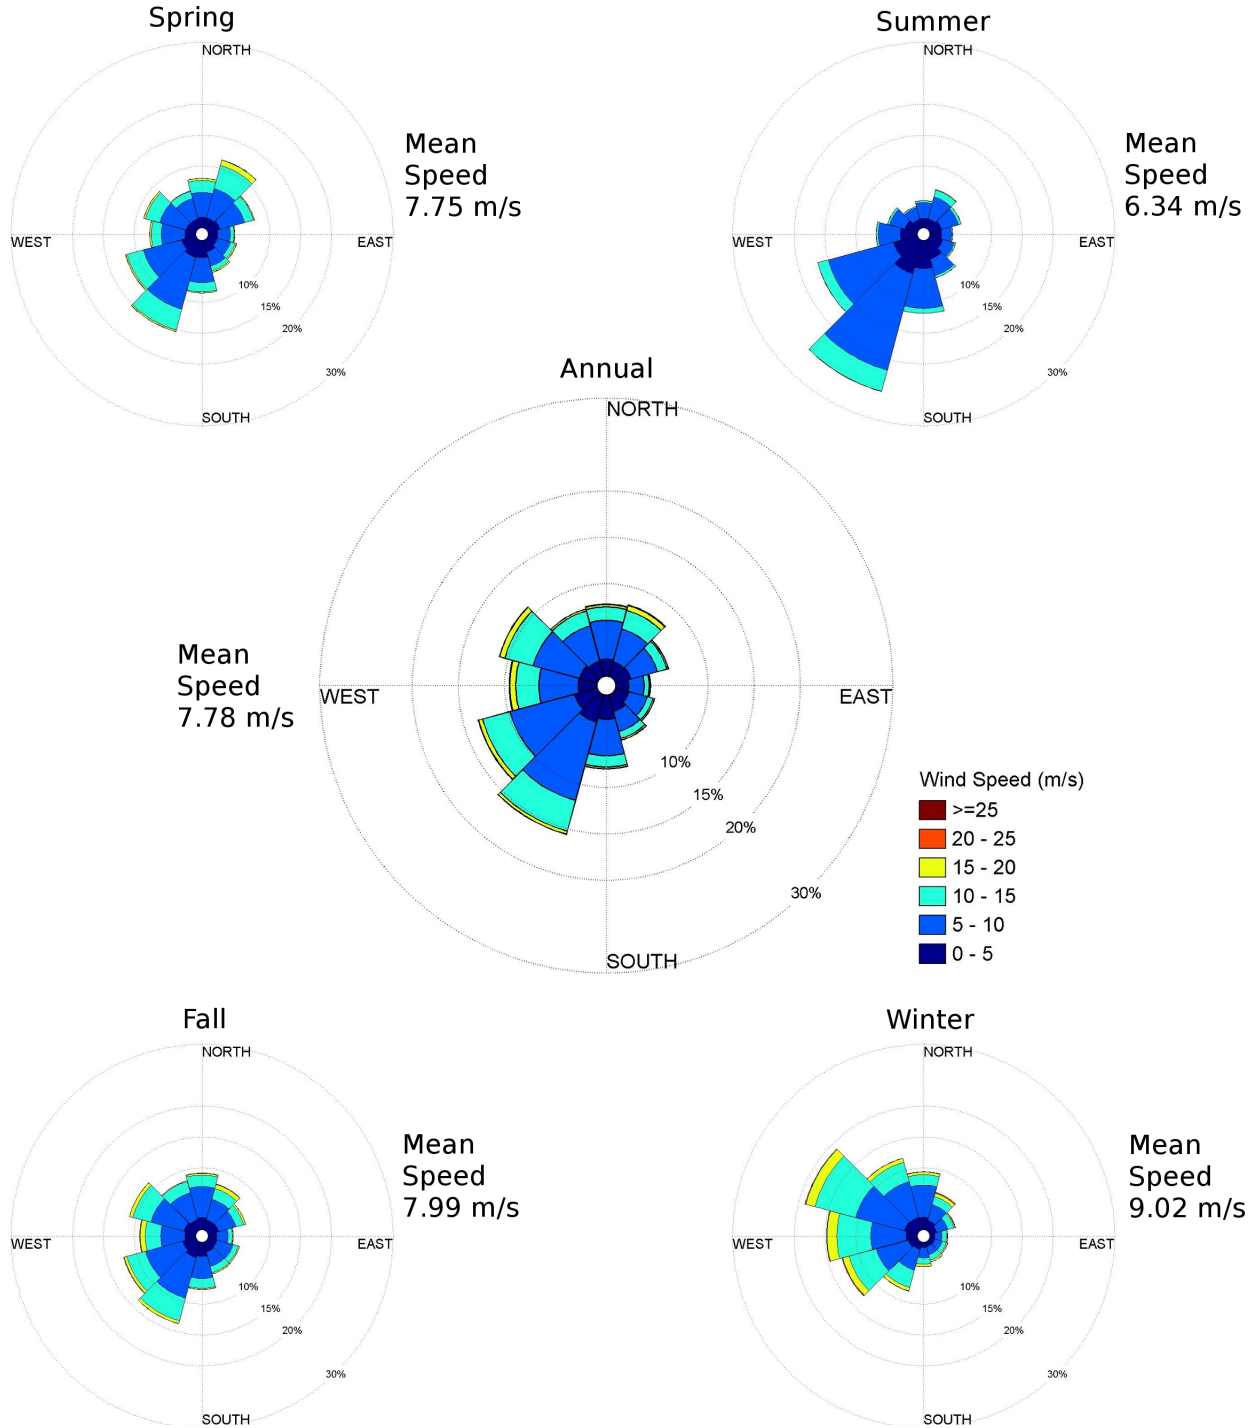 Spring
NORTH
WEST
EAST
SOUTH
10%
15%
20%
30%
Mean
Speed
7.75 m/s
Summer
NORTH
WEST
EAST
SOUTH
10%
15%
20%
30%
Mean
Speed
6.34 m/s
Annual
NORTH
WEST
EAST
SOUTH
10%
15%
20%
30%
Mean
Speed
7.78 m/s
Wind Speed (m/s)
>=25
20 - 25
15 - 20
10 - 15
5 - 10
0 - 5
Fall
NORTH
WEST
EAST
SOUTH
10%
15%
20%
30%
Mean
Speed
7.99 m/s
Winter
NORTH
WEST
EAST
SOUTH
10%
15%
20%
30%
Mean
Speed
9.02 m/s